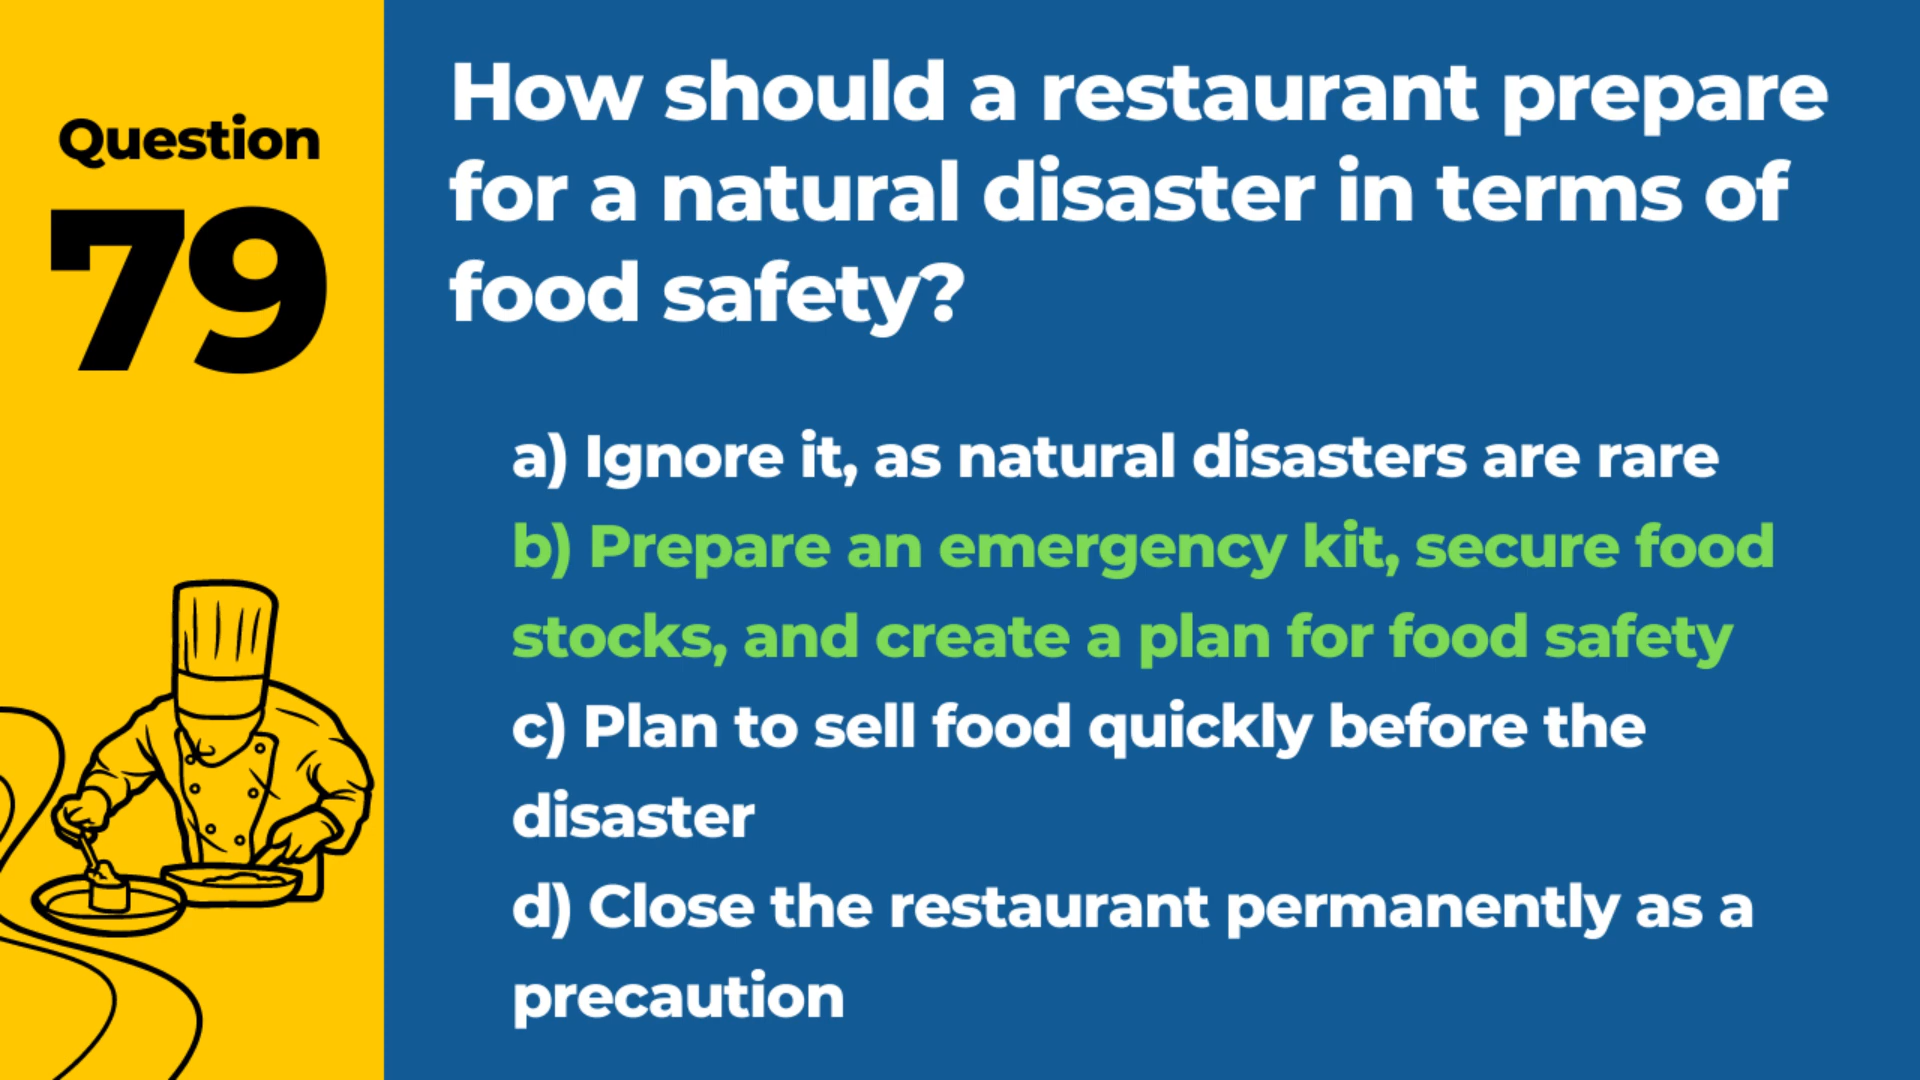 Question
79
How should a restaurant prepare
for a natural disaster in terms of
food safety?
a) Ignore it, as natural disasters are rare
b) Prepare an emergency kit, secure food
stocks, and create a plan for food safety
c) Plan to sell food quickly before the
disaster
d) Close the restaurant permanently as a
precaution